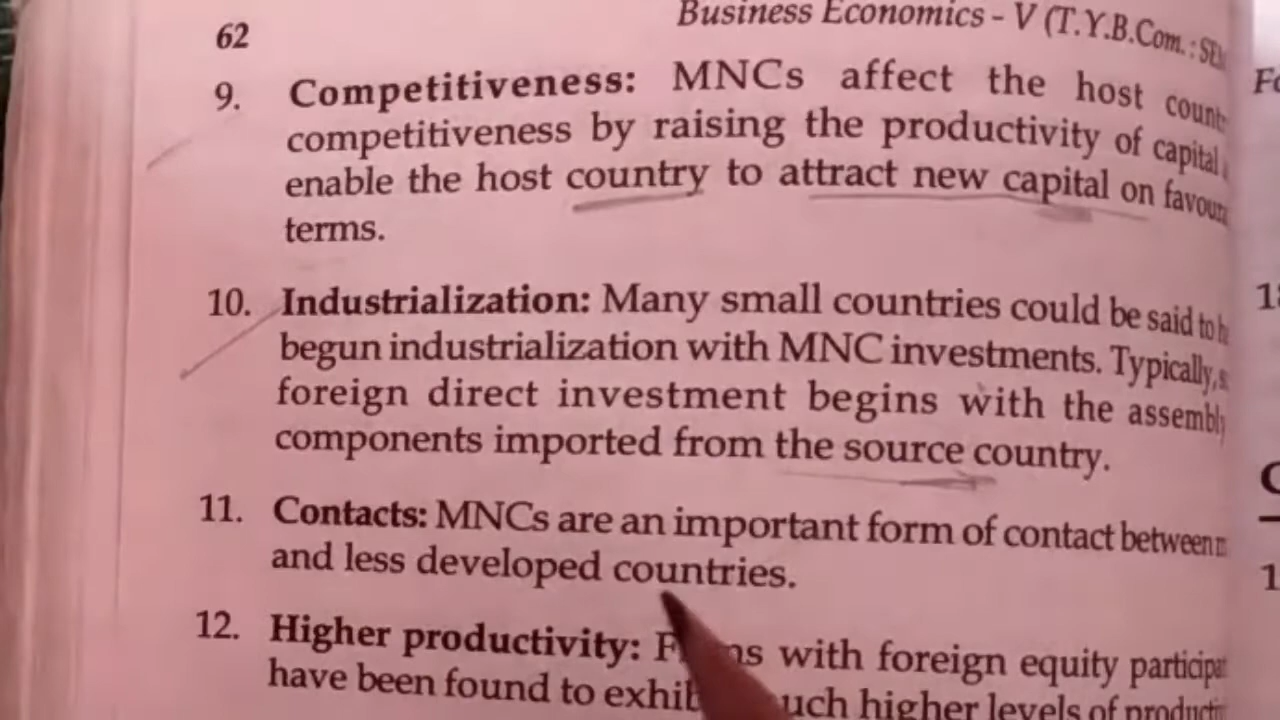 62
Business Economics - V (T.Y.B.Com. : SEM
9. Competitiveness: MNCs affect the host
competitiveness by raising the productivity of capital
enable the host country to attract new capital on
terms.
10. Industrialization: Many small countries could be said to
begun industrialization with MNC investments. Typically,
foreign direct investment begins with the
components imported from the source country.
11. Contacts: MNCs are an important form of contact between
and less developed countries.
12. Higher productivity: with foreign equity
have been found to higher levels of